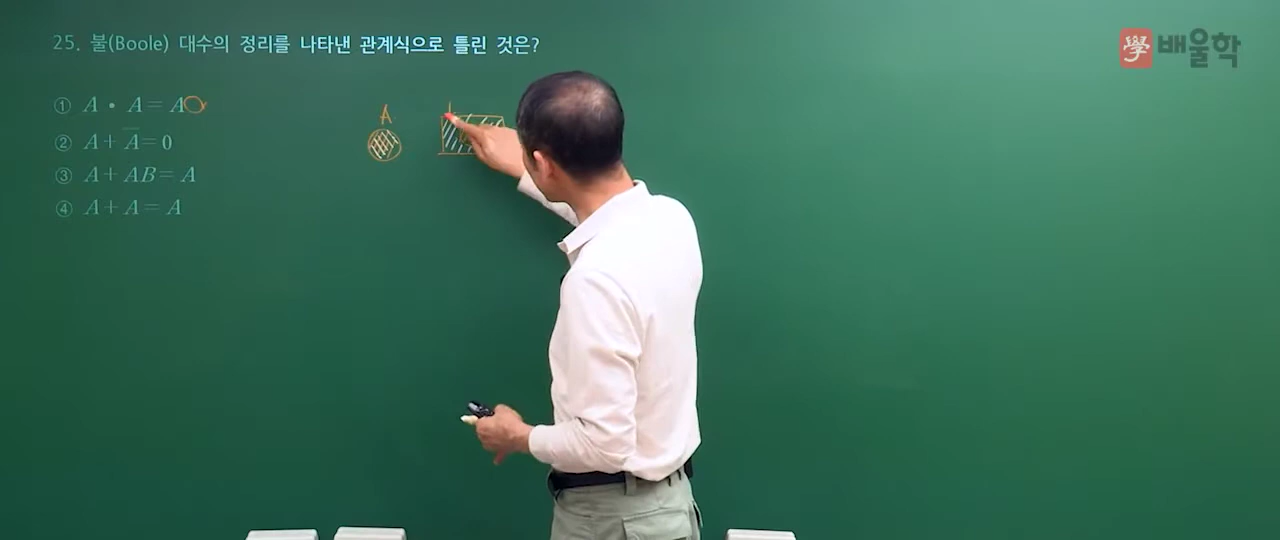 25. 불(Boole) 대수의 정리를 나타낸 관계식으로 틀린 것은?
① A • A = A
② A + A̅ = 0
③ A + AB = A
④ A + A = A
A
學 배울학